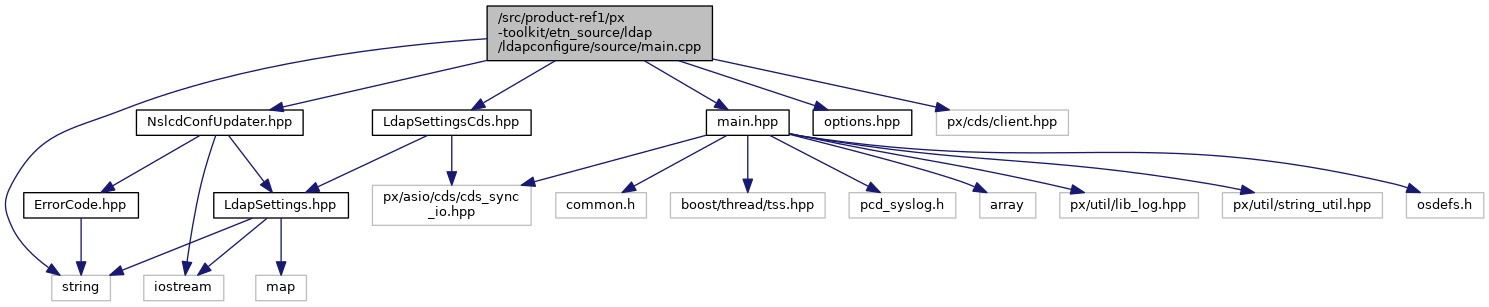 /src/product-ref1/px
-toolkit/etn_source/ldap
/ldapconfigure/source/main.cpp
NslcdConfUpdater.hpp
LdapSettingsCds.hpp
main.hpp
options.hpp
px/cds/client.hpp
ErrorCode.hpp
LdapSettings.hpp
px/asio/cds/cds_sync
_io.hpp
common.h
boost/thread/tss.hpp
pcd_syslog.h
array
px/util/lib_log.hpp
px/util/string_util.hpp
osdefs.h
string
iostream
map